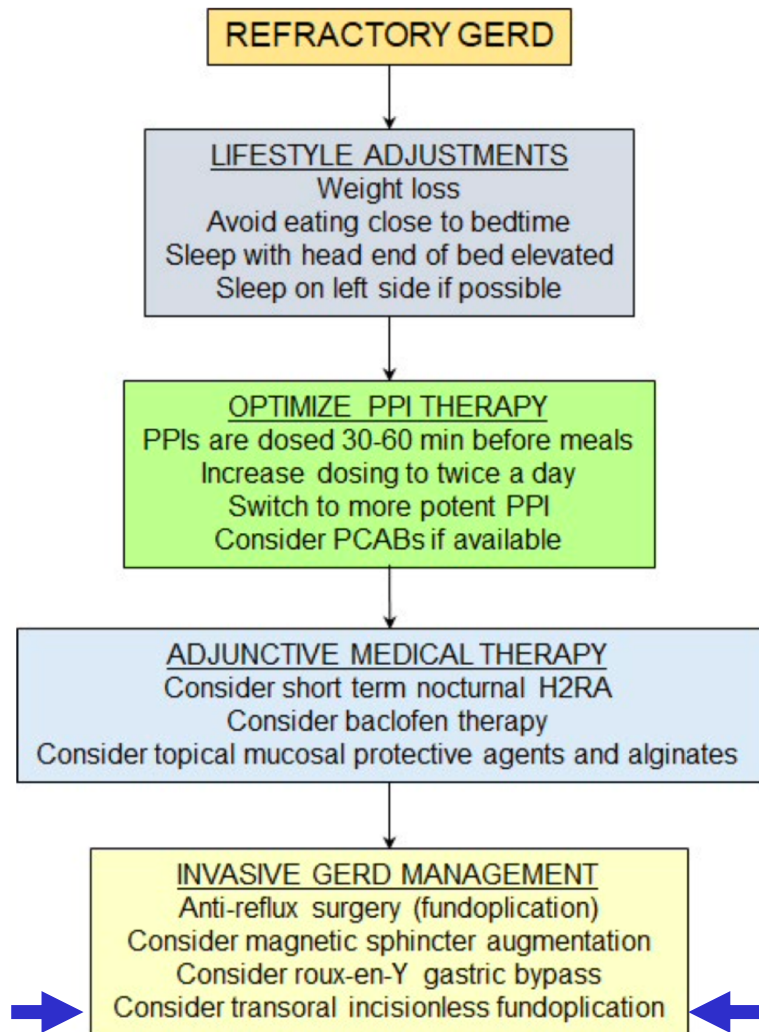 REFRACTORY GERD
LIFESTYLE ADJUSTMENTS
Weight loss
Avoid eating close to bedtime
Sleep with head end of bed elevated
Sleep on left side if possible
OPTIMIZE PPI THERAPY
PPIs are dosed 30-60 min before meals
Increase dosing to twice a day
Switch to more potent PPI
Consider PCABs if available
ADJUNCTIVE MEDICAL THERAPY
Consider short term nocturnal H2RA
Consider baclofen therapy
Consider topical mucosal protective agents and alginates
INVASIVE GERD MANAGEMENT
Anti-reflux surgery (fundoplication)
Consider magnetic sphincter augmentation
Consider roux-en-Y gastric bypass
Consider transoral incisionless fundoplication